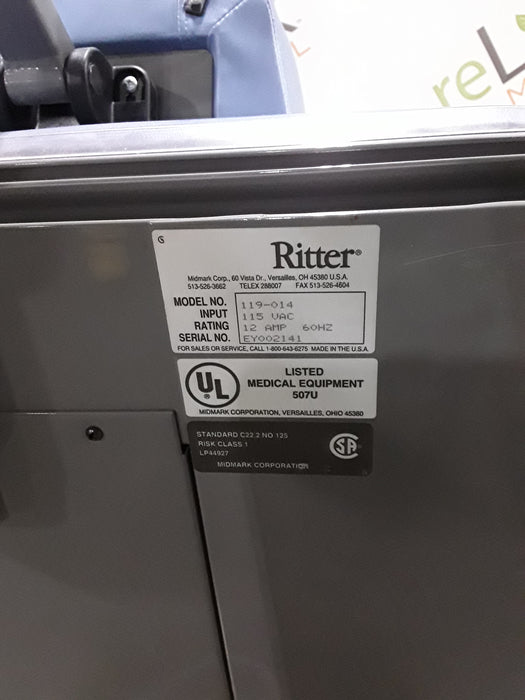 reL
M
G
Ritter®
Midmark Corp., 60 Vista Dr., Versailles, OH 45380 U.S.A.
513-526-3662 TELEX 288007 FAX 513-526-4604
MODEL NO. 119-014
INPUT 115 VAC
RATING 12 AMP 60HZ
SERIAL NO. EY002141
FOR SALES OR SERVICE, CALL 1-800-643-6275 MADE IN THE U.S.A.
UL
LISTED
MEDICAL EQUIPMENT
507U
MIDMARK CORPORATION, VERSAILLES, OHIO 45380
STANDARD C22.2 NO 125
RISK CLASS 1
LP44927
MIDMARK CORPORATION
SA